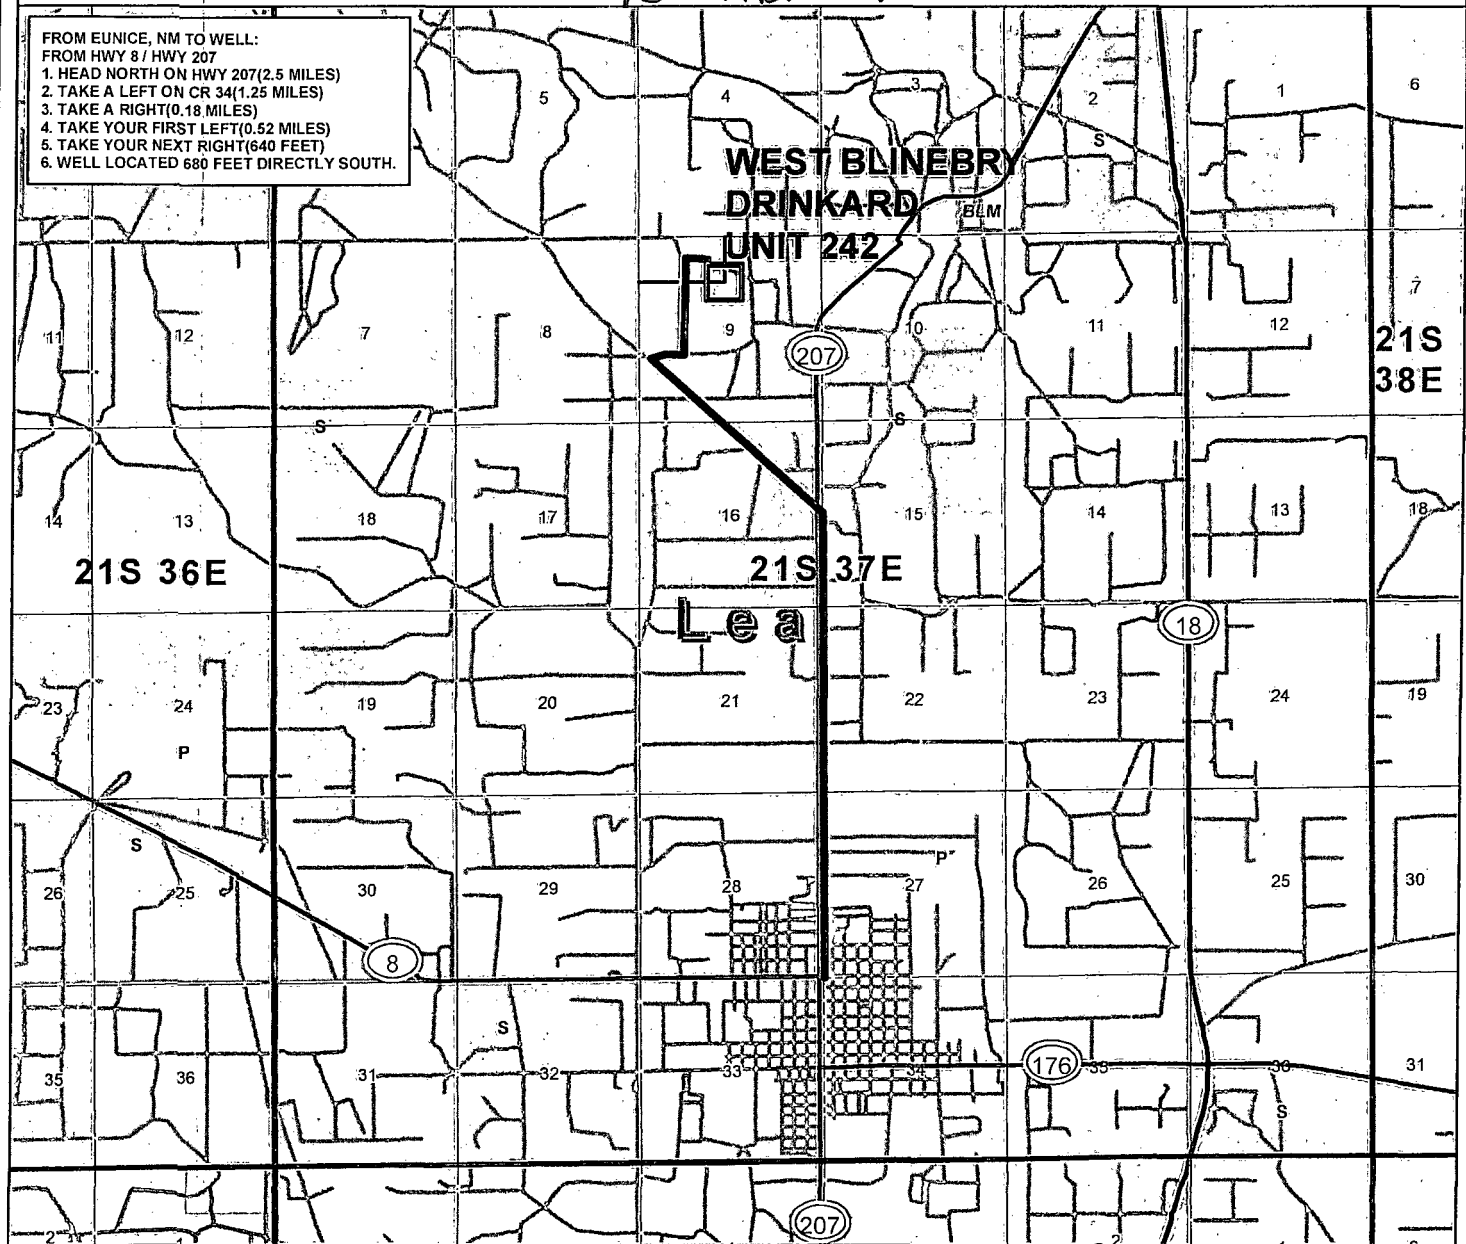 FROM EUNICE, NM TO WELL:
FROM HWY 8 / HWY 207
1. HEAD NORTH ON HWY 207(2.5 MILES)
2. TAKE A LEFT ON CR 34(1.25 MILES)
3. TAKE A RIGHT(0.18 MILES)
4. TAKE YOUR FIRST LEFT(0.52 MILES)
5. TAKE YOUR NEXT RIGHT(640 FEET)
6. WELL LOCATED 680 FEET DIRECTLY SOUTH.
5 4 3 2 1 6
S
WEST BLINEBRY
DRINKARD
UNIT 242
BLM
7
11 12 7 8 9 10 11 12
207
21S
38E
S S
14 13 18 17 16 15 14 13 18
21S 36E 21S 37E
Lea
18
23 24 19 20 21 22 23 24 19
P
S P
26 25 30 29 28 27 26 25 30
8
S
35 36 31 32 33 34 176 35 36 31
S
207
2 1 2